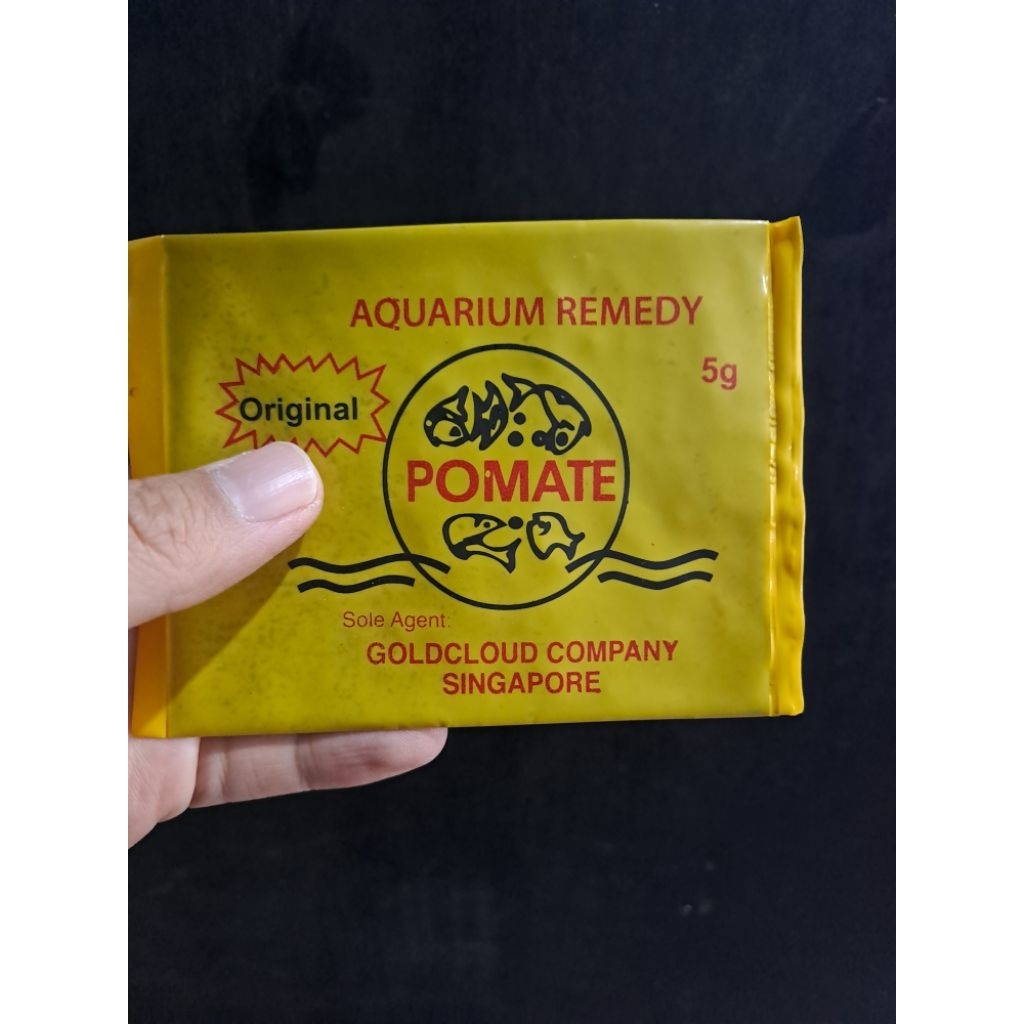 AQUARIUM REMEDY
5g
Original
POMATE
Sole Agent:
GOLDCLOUD COMPANY
SINGAPORE